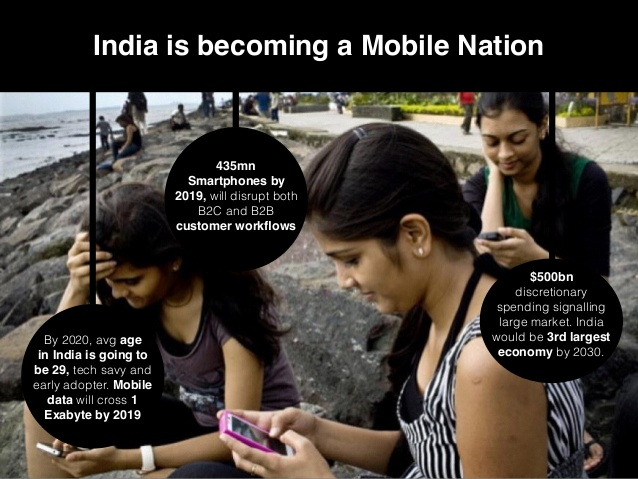 India is becoming a Mobile Nation
435mn
Smartphones by
2019, will disrupt both
B2C and B2B
customer workflows
$500bn
discretionary
spending signalling
large market. India
would be 3rd largest
economy by 2030.
By 2020, avg age
in India is going to
be 29, tech savy and
early adopter. Mobile
data will cross 1
Exabyte by 2019